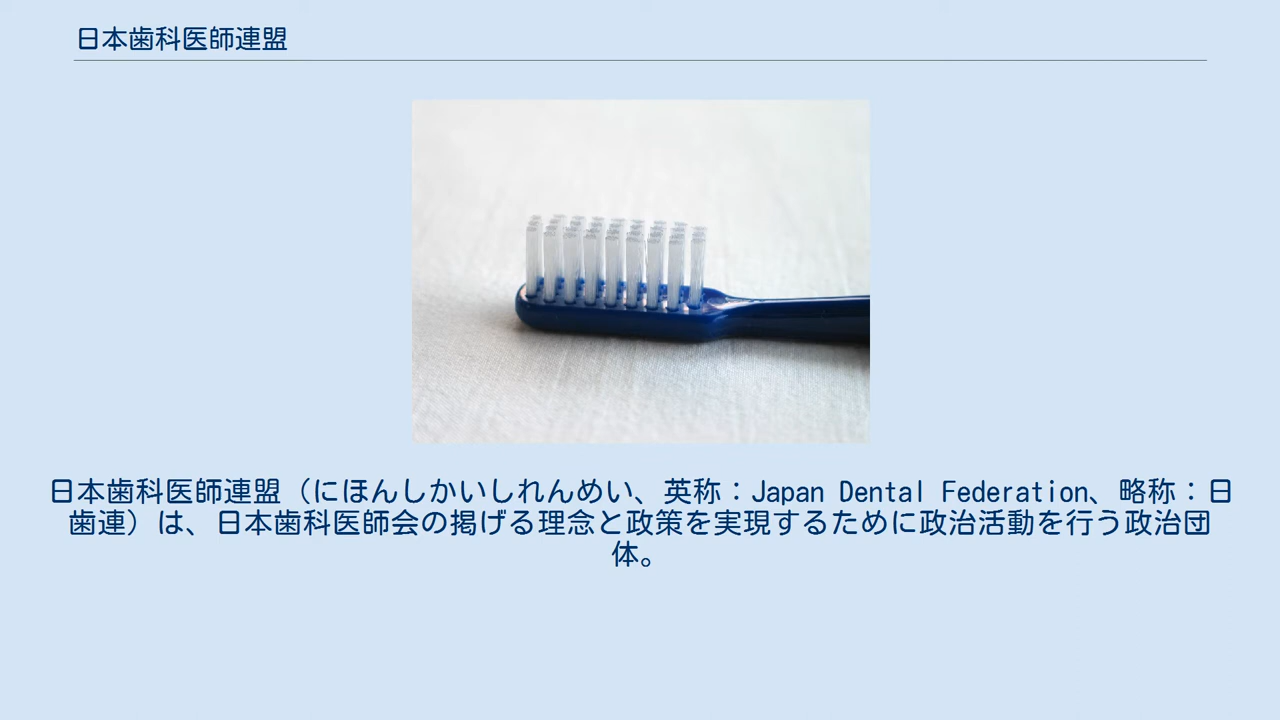 日本歯科医師連盟
日本歯科医師連盟（にほんしかいしれんめい、英称：Japan Dental Federation、略称：日
歯連）は、日本歯科医師会の掲げる理念と政策を実現するために政治活動を行う政治団
体。